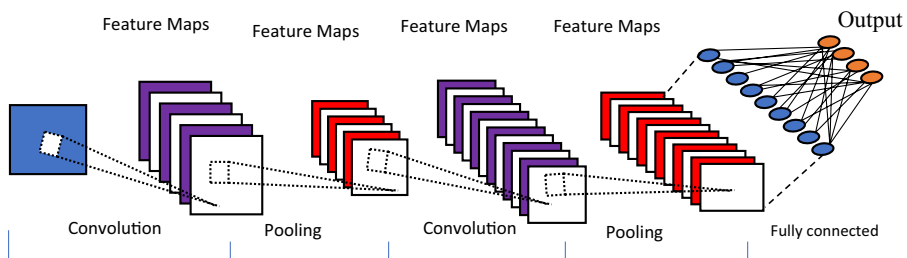 Feature Maps
Feature Maps
Feature Maps
Feature Maps
Output
Convolution
Pooling
Convolution
Pooling
Fully connected